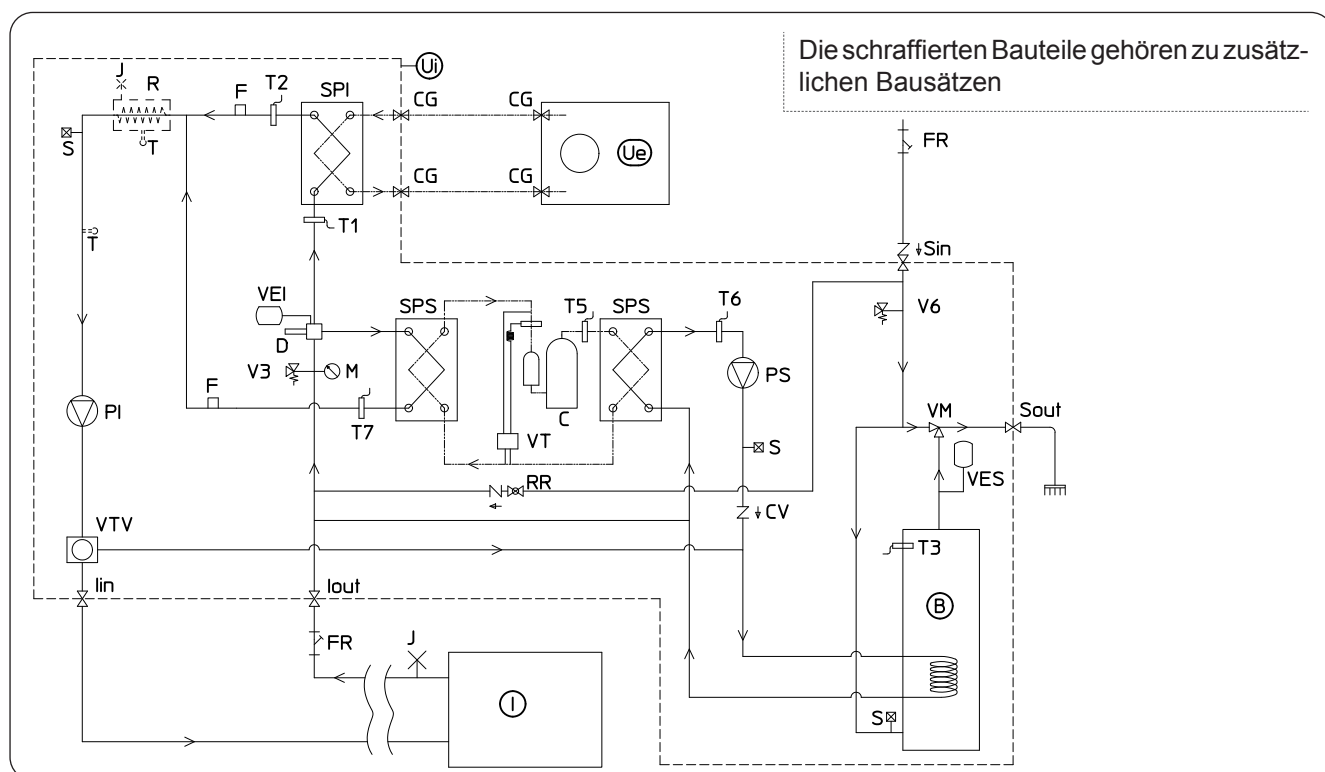 Die schraffierten Bauteile gehören zu zusätz-
lichen Bausätzen
Ui
J
R
F
T2
SPI
CG
CG
S
T
Ue
FR
CG
CG
T1
T
Sin
VEI
SPS
T5
SPS
T6
V6
D
V3
M
PS
F
PI
T7
C
VT
VM
Sout
S
VES
RR
VTV
CV
T3
Iin
Iout
B
FR
J
I
S